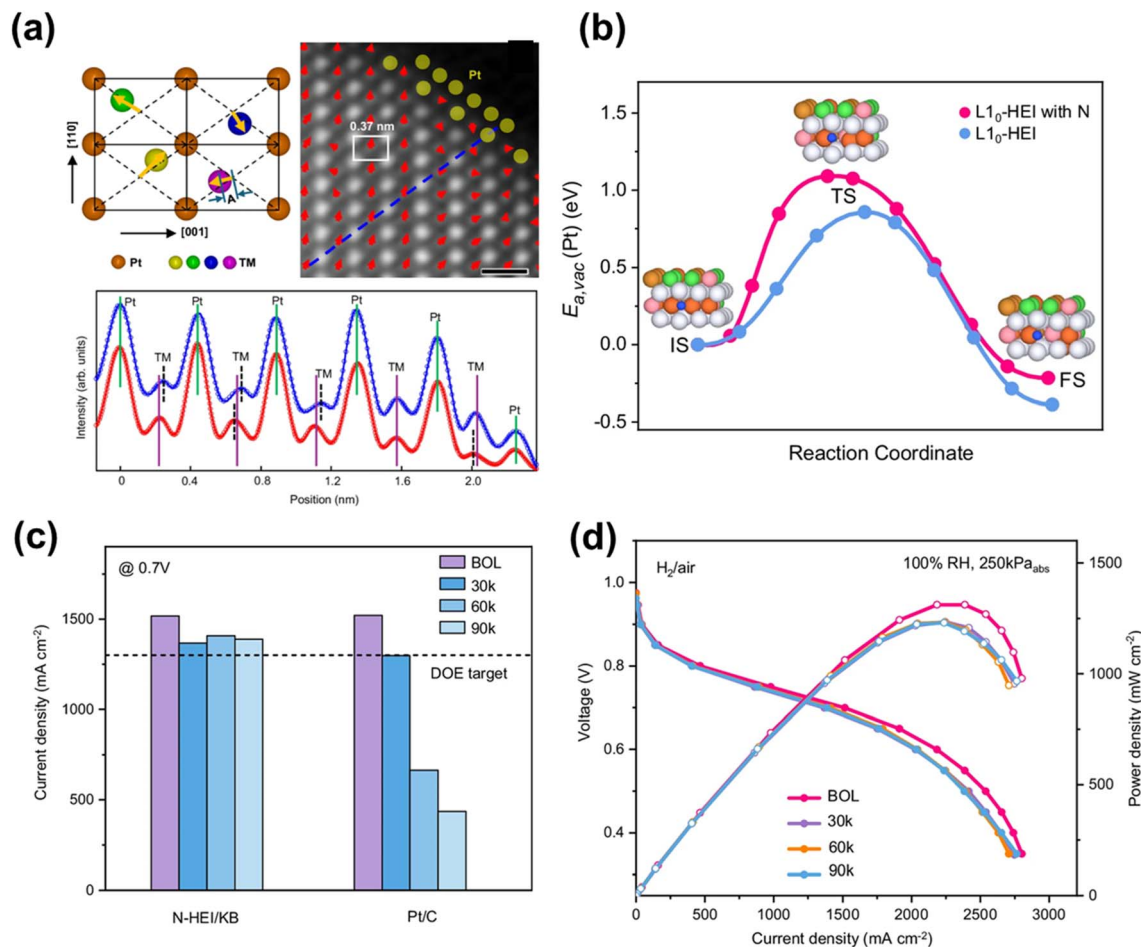 (a)
[110]
A
[001]
Pt
TM
Pt
0.37 nm
Pt Pt Pt Pt Pt
TM TM TM TM TM
Pt
Intensity (arb. units)
0 0.4 0.8 1.2 1.6 2.0
Position (nm)
(b)
1.5
1.0
0.5
0.0
-0.5
E a,vac (Pt) (eV)
L1₀-HEI with N
L1₀-HEI
TS
IS
FS
Reaction Coordinate
(c)
@ 0.7V
BOL
30k
60k
90k
DOE target
1500
1000
500
0
Current density (mA cm⁻²)
N-HEI/KB Pt/C
(d)
H₂/air
100% RH, 250kPaabs
1.0
0.8
0.6
0.4
Voltage (V)
1500
1000
500
0
Power density (mW cm⁻²)
BOL
30k
60k
90k
0 500 1000 1500 2000 2500 3000
Current density (mA cm⁻²)